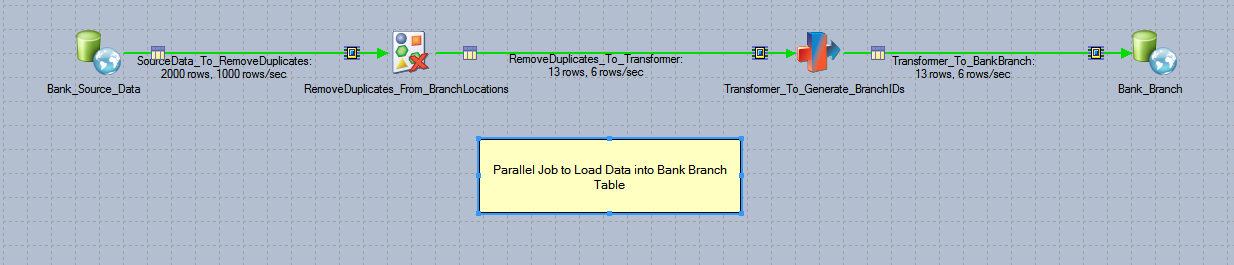 SourceData_To_RemoveDuplicates:
2000 rows, 1000 rows/sec
RemoveDuplicates_To_Transformer:
13 rows, 6 rows/sec
Transformer_To_BankBranch:
13 rows, 6 rows/sec
Bank_Source_Data
RemoveDuplicates_From_BranchLocations
Transformer_To_Generate_BranchIDs
Bank_Branch
Parallel Job to Load Data into Bank Branch
Table